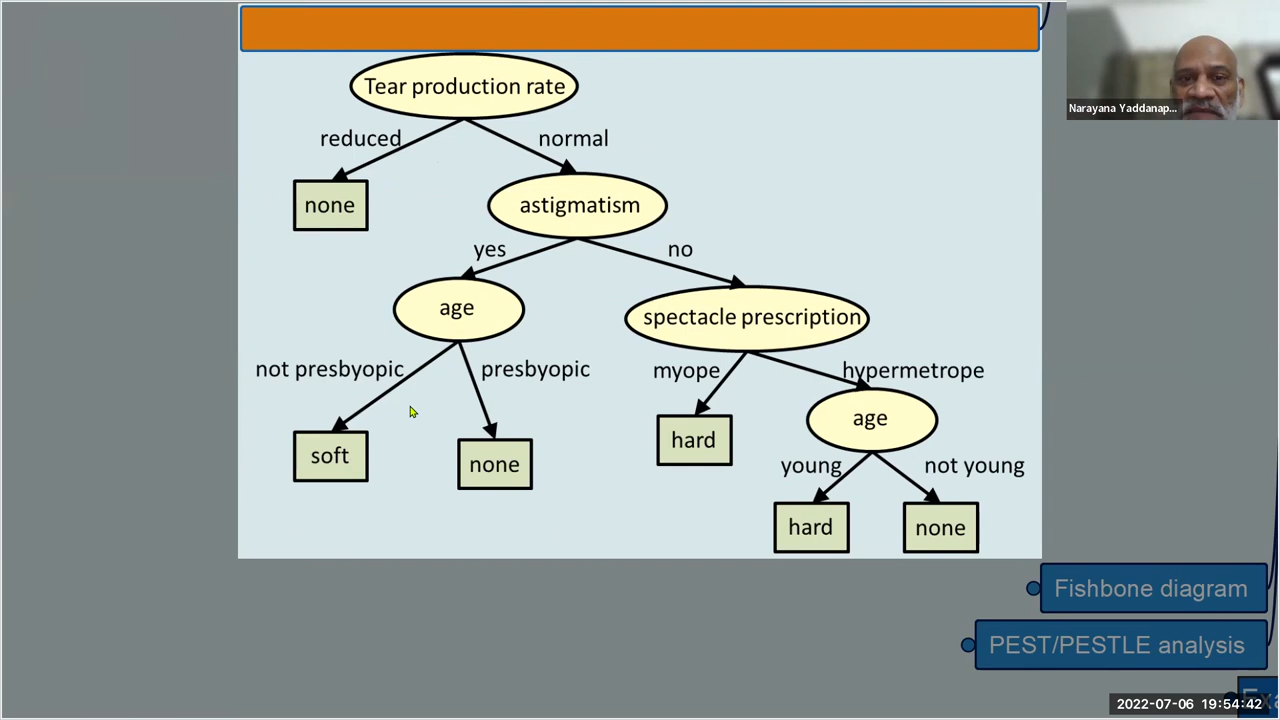 Tear production rate
Narayana Yaddanap...
reduced
normal
none
astigmatism
yes
no
age
spectacle prescription
not presbyopic
presbyopic
myope
hypermetrope
soft
none
hard
age
young
not young
hard
none
Fishbone diagram
PEST/PESTLE analysis
2022-07-06 19:54:42